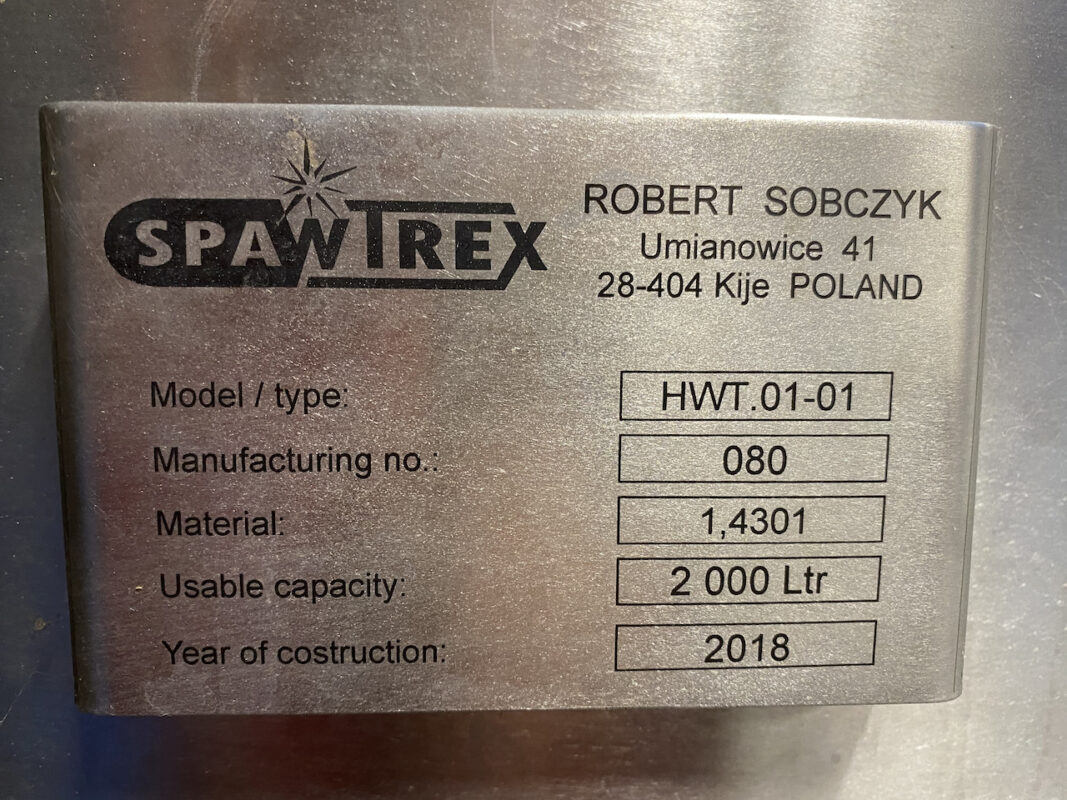 SPAWTREX
ROBERT SOBCZYK
Umianowice 41
28-404 Kije POLAND
Model / type: HWT.01-01
Manufacturing no.: 080
Material: 1,4301
Usable capacity: 2 000 Ltr
Year of costruction: 2018